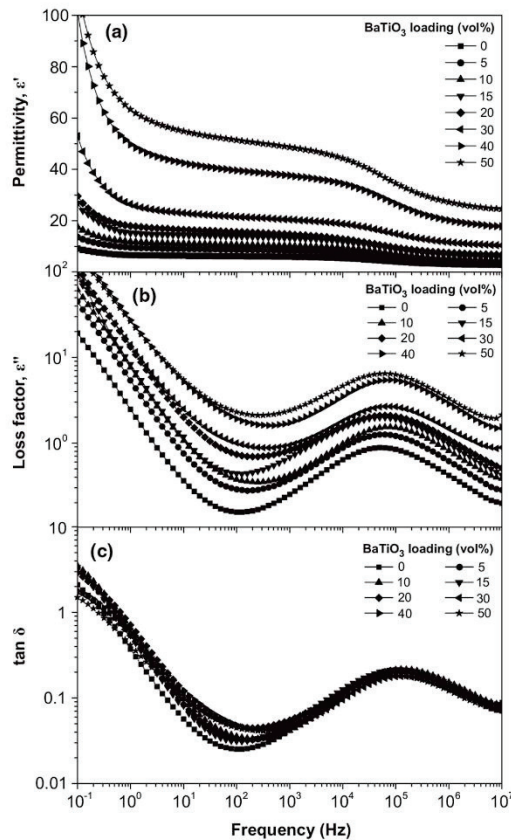 100
80
60
40
20
Permittivity, ε'
(a)
BaTiO₃ loading (vol%)
0
5
10
15
20
30
40
50
10²
10¹
10⁰
Loss factor, ε''
(b)
BaTiO₃ loading (vol%)
0 5
10 15
20 30
40 50
10
1
0.1
0.01
tan δ
(c)
BaTiO₃ loading (vol%)
0 5
10 15
20 30
40 50
10⁻¹ 10⁰ 10¹ 10² 10³ 10⁴ 10⁵ 10⁶ 10⁷
Frequency (Hz)